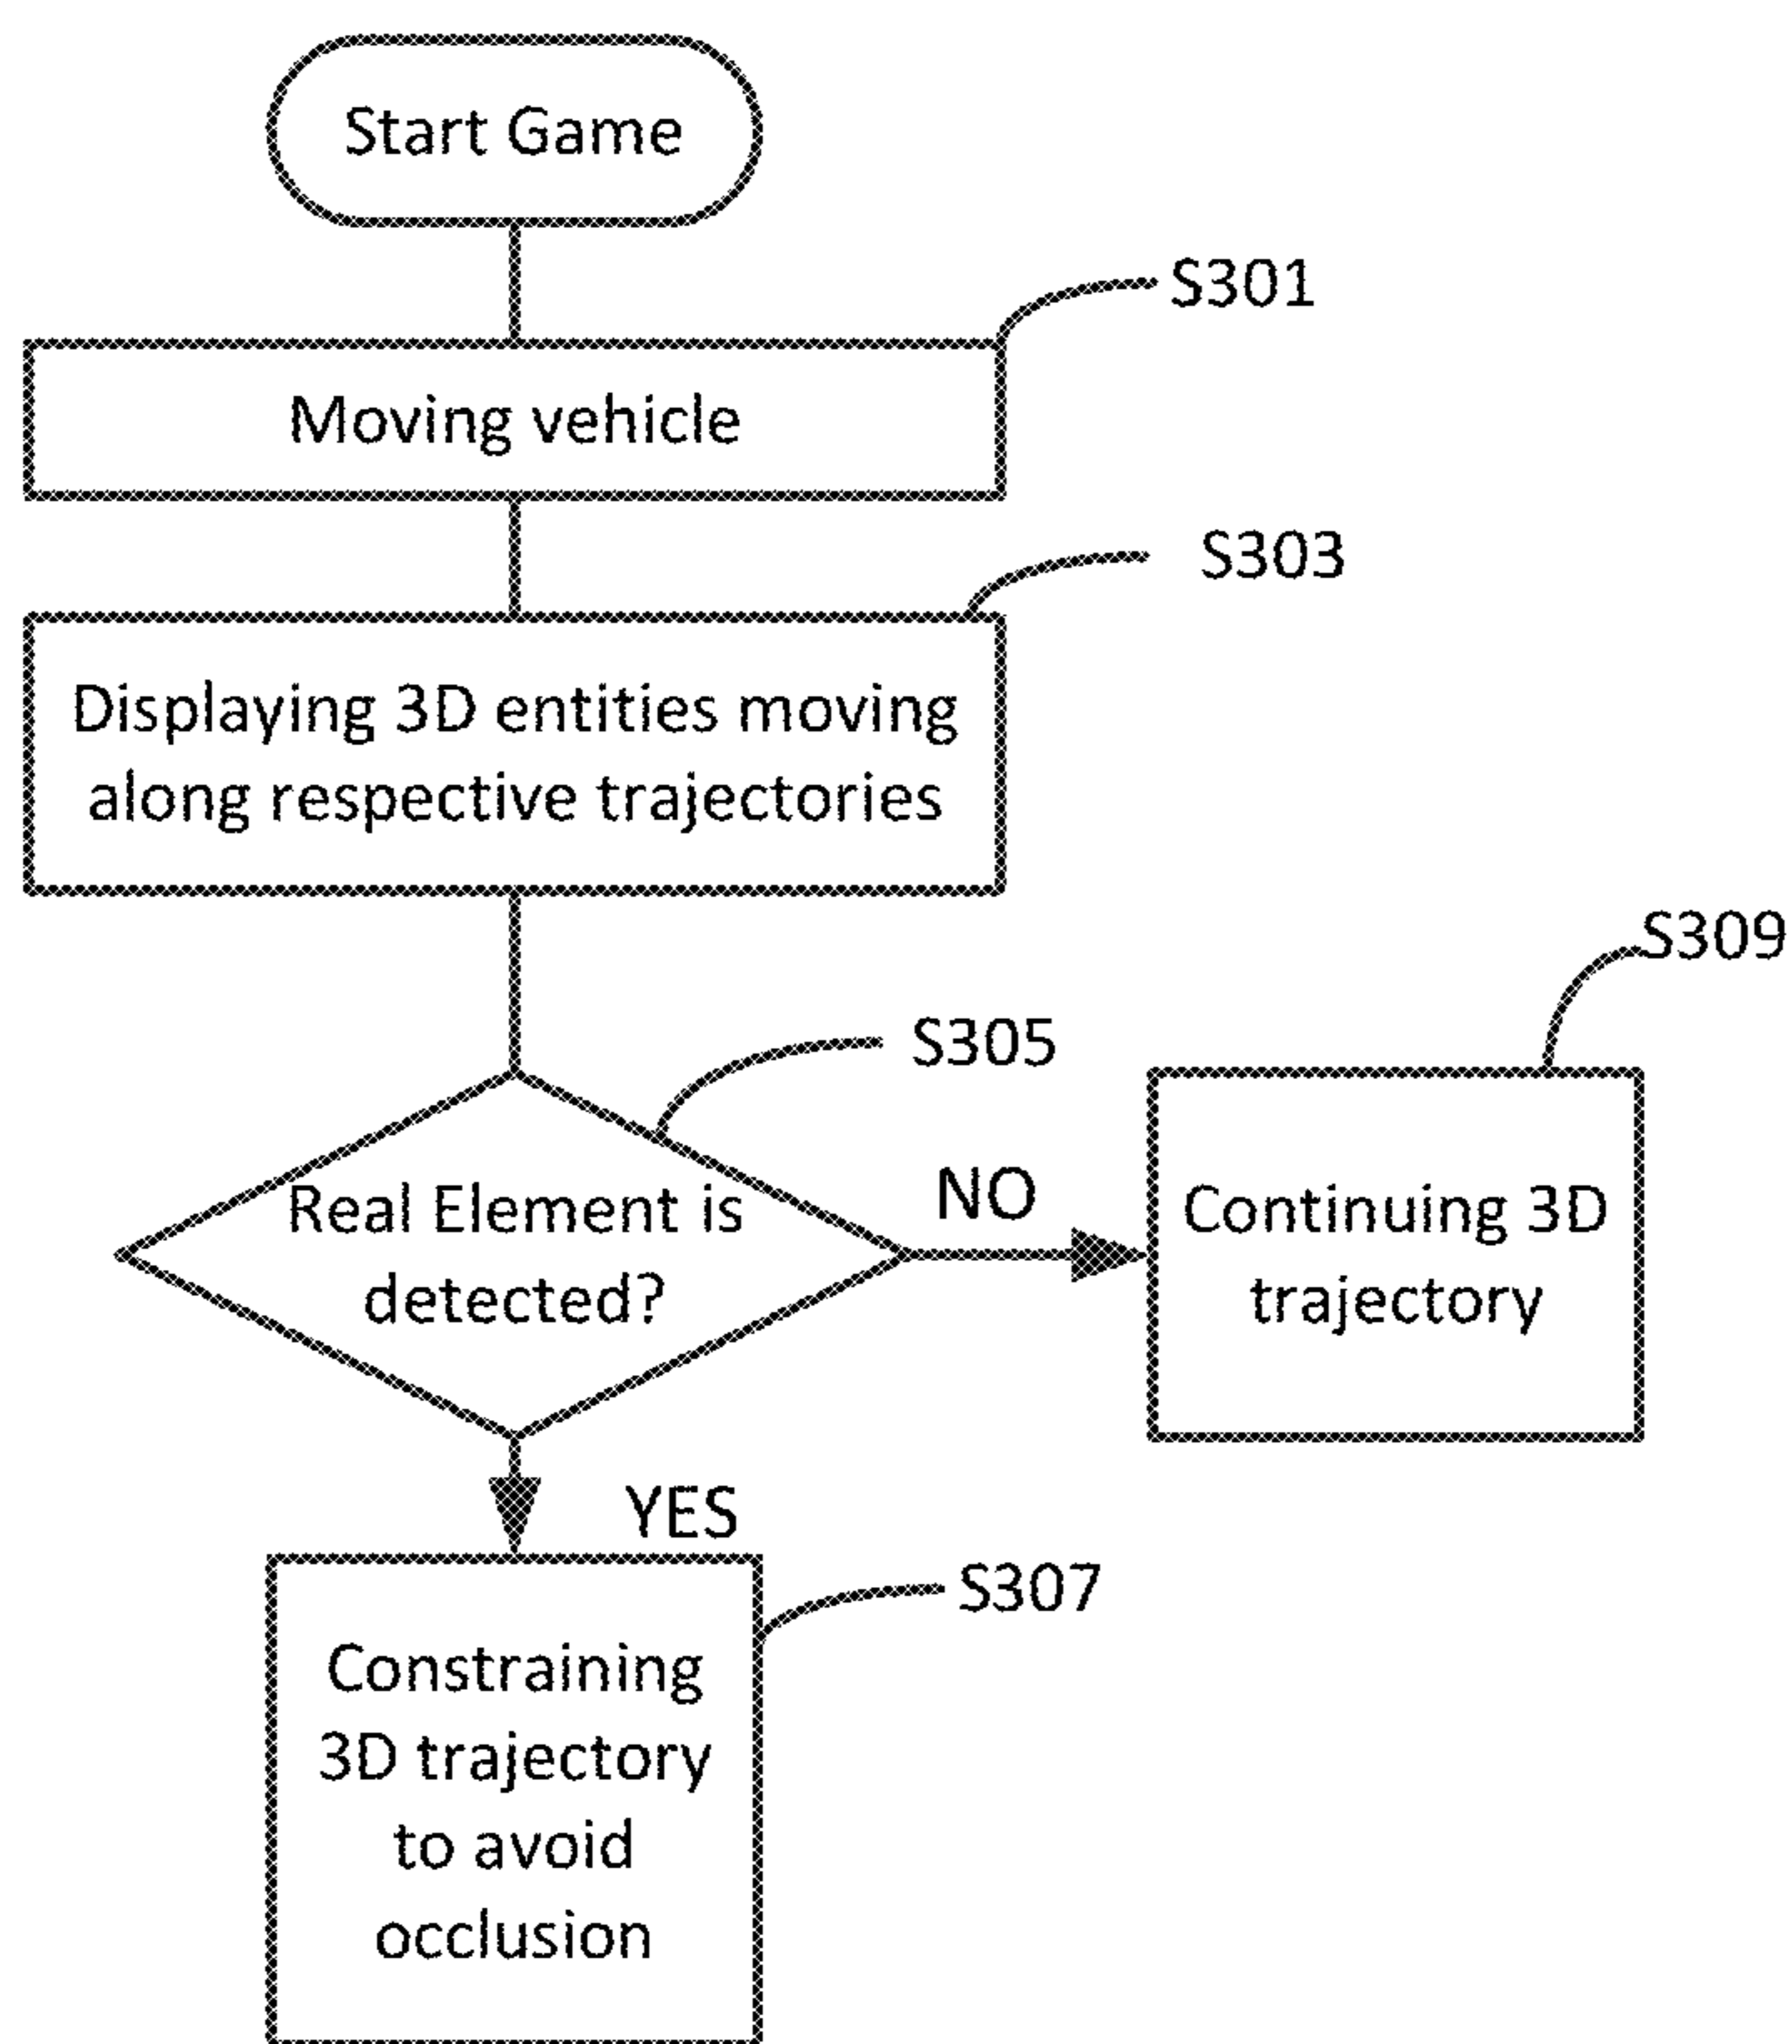 Start Game
S301
Moving vehicle
S303
Displaying 3D entities moving
along respective trajectories
S309
S305
Real Element is
detected?
NO
Continuing 3D
trajectory
YES
S307
Constraining
3D trajectory
to avoid
occlusion